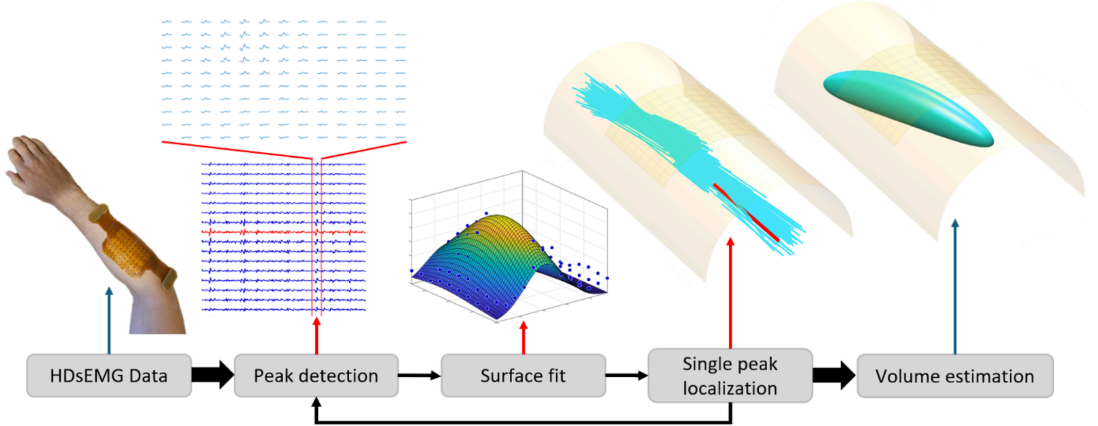 HDsEMG Data
Peak detection
Surface fit
Single peak
localization
Volume estimation